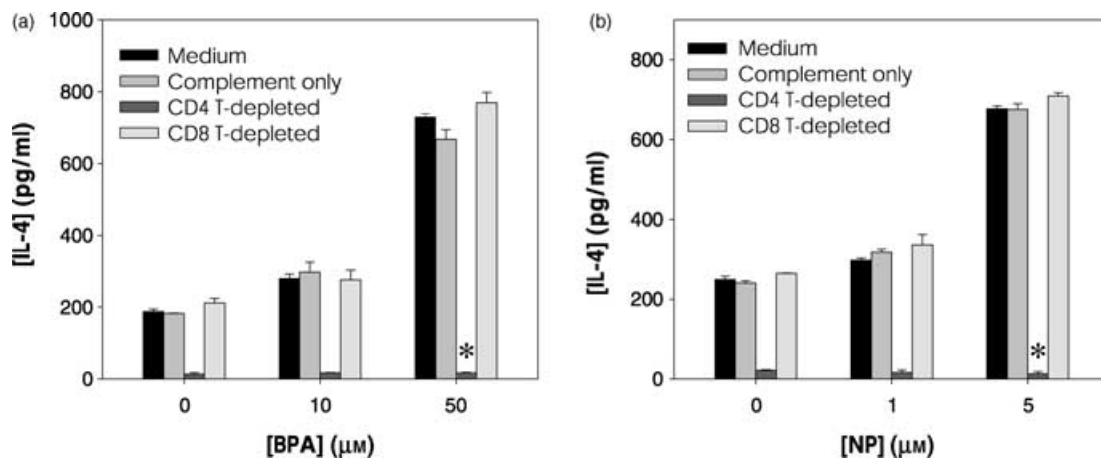 (a)
1000
800
600
400
200
0
[IL-4] (pg/ml)
Medium
Complement only
CD4 T-depleted
CD8 T-depleted
*
0 10 50
[BPA] (μM)
(b)
800
600
400
200
0
[IL-4] (pg/ml)
Medium
Complement only
CD4 T-depleted
CD8 T-depleted
*
0 1 5
[NP] (μM)